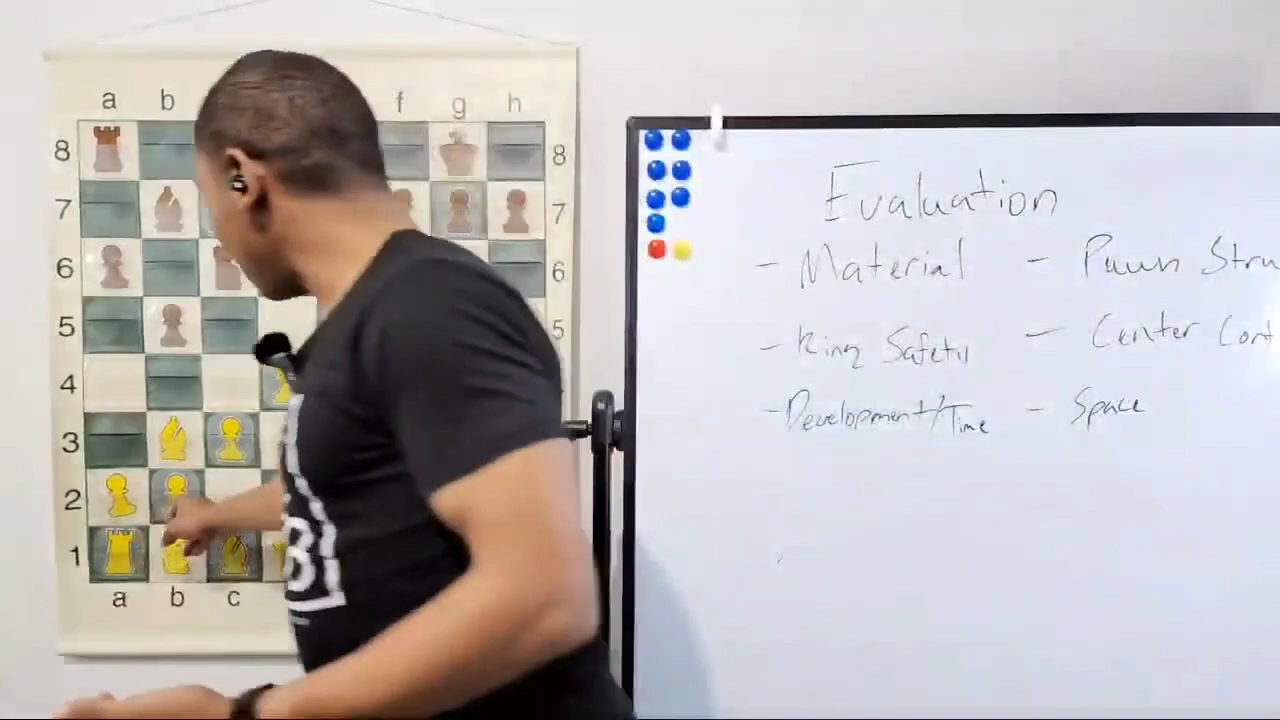 a b f g h
8 8
7 7
6 6
5 5
4
3
2
1
a b c
B
Evaluation
- Material - Pawn Stru
- King Safety - Center Cont
- Development/Time - Space